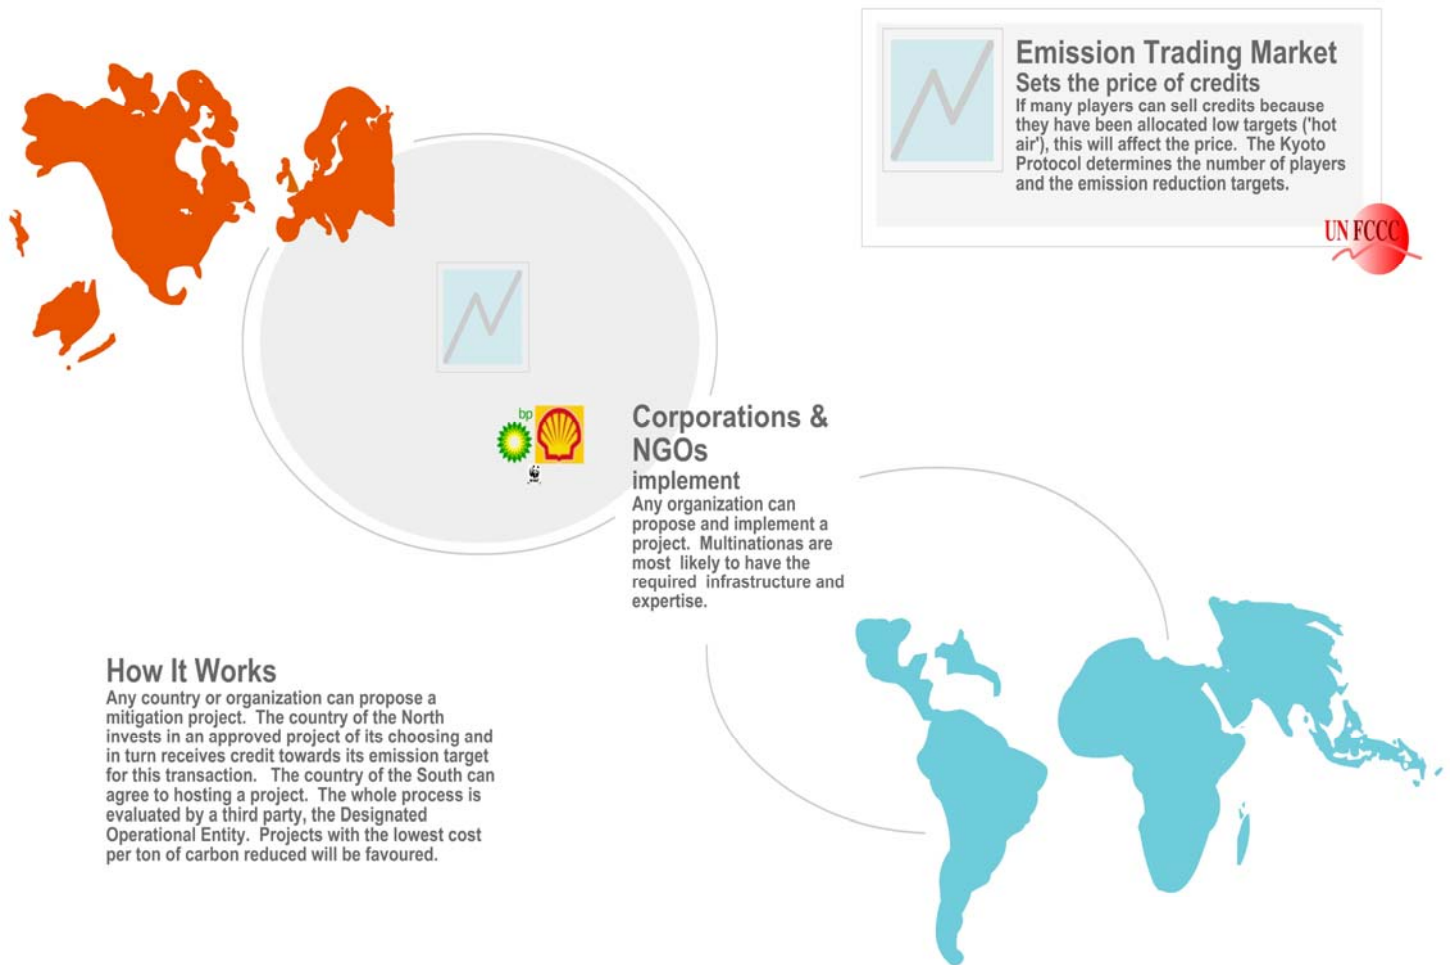 Emission Trading Market
Sets the price of credits
If many players can sell credits because
they have been allocated low targets ('hot
air'), this will affect the price.  The Kyoto
Protocol determines the number of players
and the emission reduction targets.
UN FCCC
bp
Corporations &
NGOs
implement
Any organization can
propose and implement a
project.  Multinationas are
most  likely to have the
required  infrastructure and
expertise.
How It Works
Any country or organization can propose a
mitigation project.  The country of the North
invests in an approved project of its choosing and
in turn receives credit towards its emission target
for this transaction.   The country of the South can
agree to hosting a project.  The whole process is
evaluated by a third party, the Designated
Operational Entity.  Projects with the lowest cost
per ton of carbon reduced will be favoured.